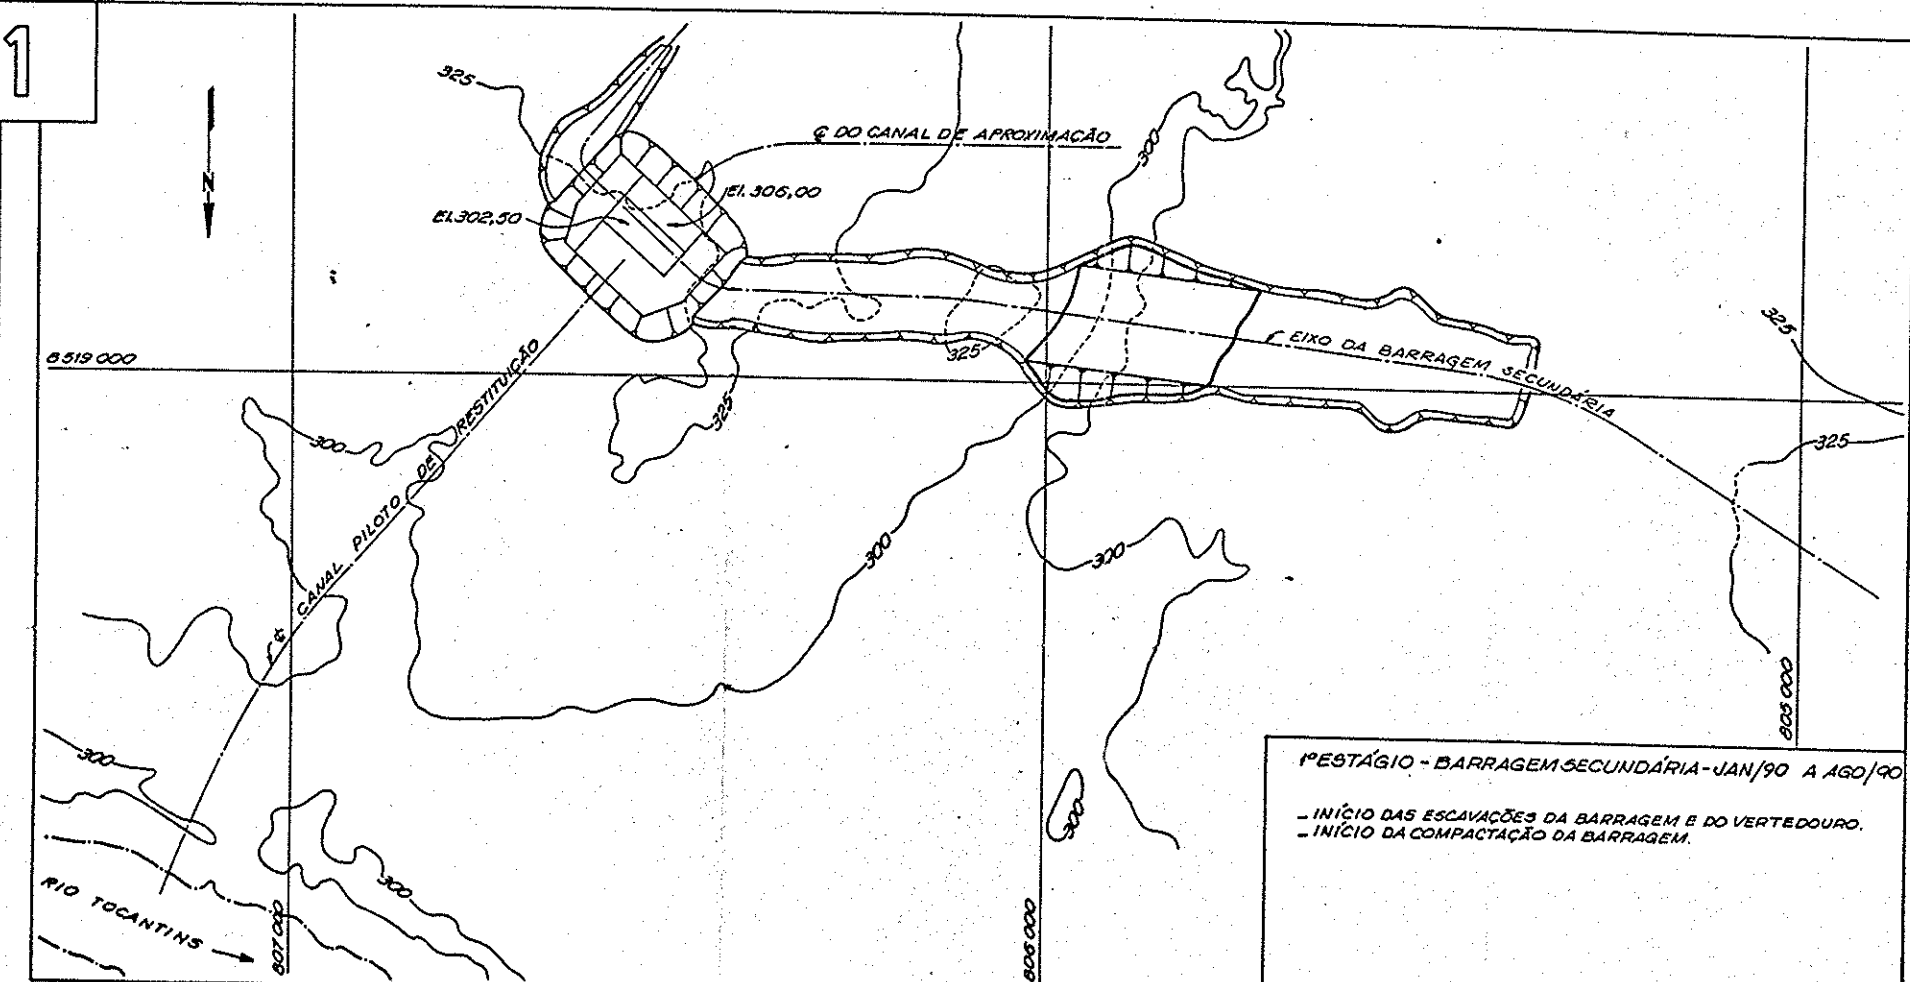 1
325
N
℄ DO CANAL DE APROXIMAÇÃO
300
El. 306,00
El. 302,50
325
EIXO DA BARRAGEM SECUNDÁRIA
8 519 000
325
325
325
300
℄ CANAL PILOTO DE RESTITUIÇÃO
300
300
805 000
300
300
300
RIO TOCANTINS
807 000
806 000
1º ESTÁGIO - BARRAGEM SECUNDÁRIA - JAN/90 A AGO/90
- INÍCIO DAS ESCAVAÇÕES DA BARRAGEM E DO VERTEDOURO.
- INÍCIO DA COMPACTAÇÃO DA BARRAGEM.